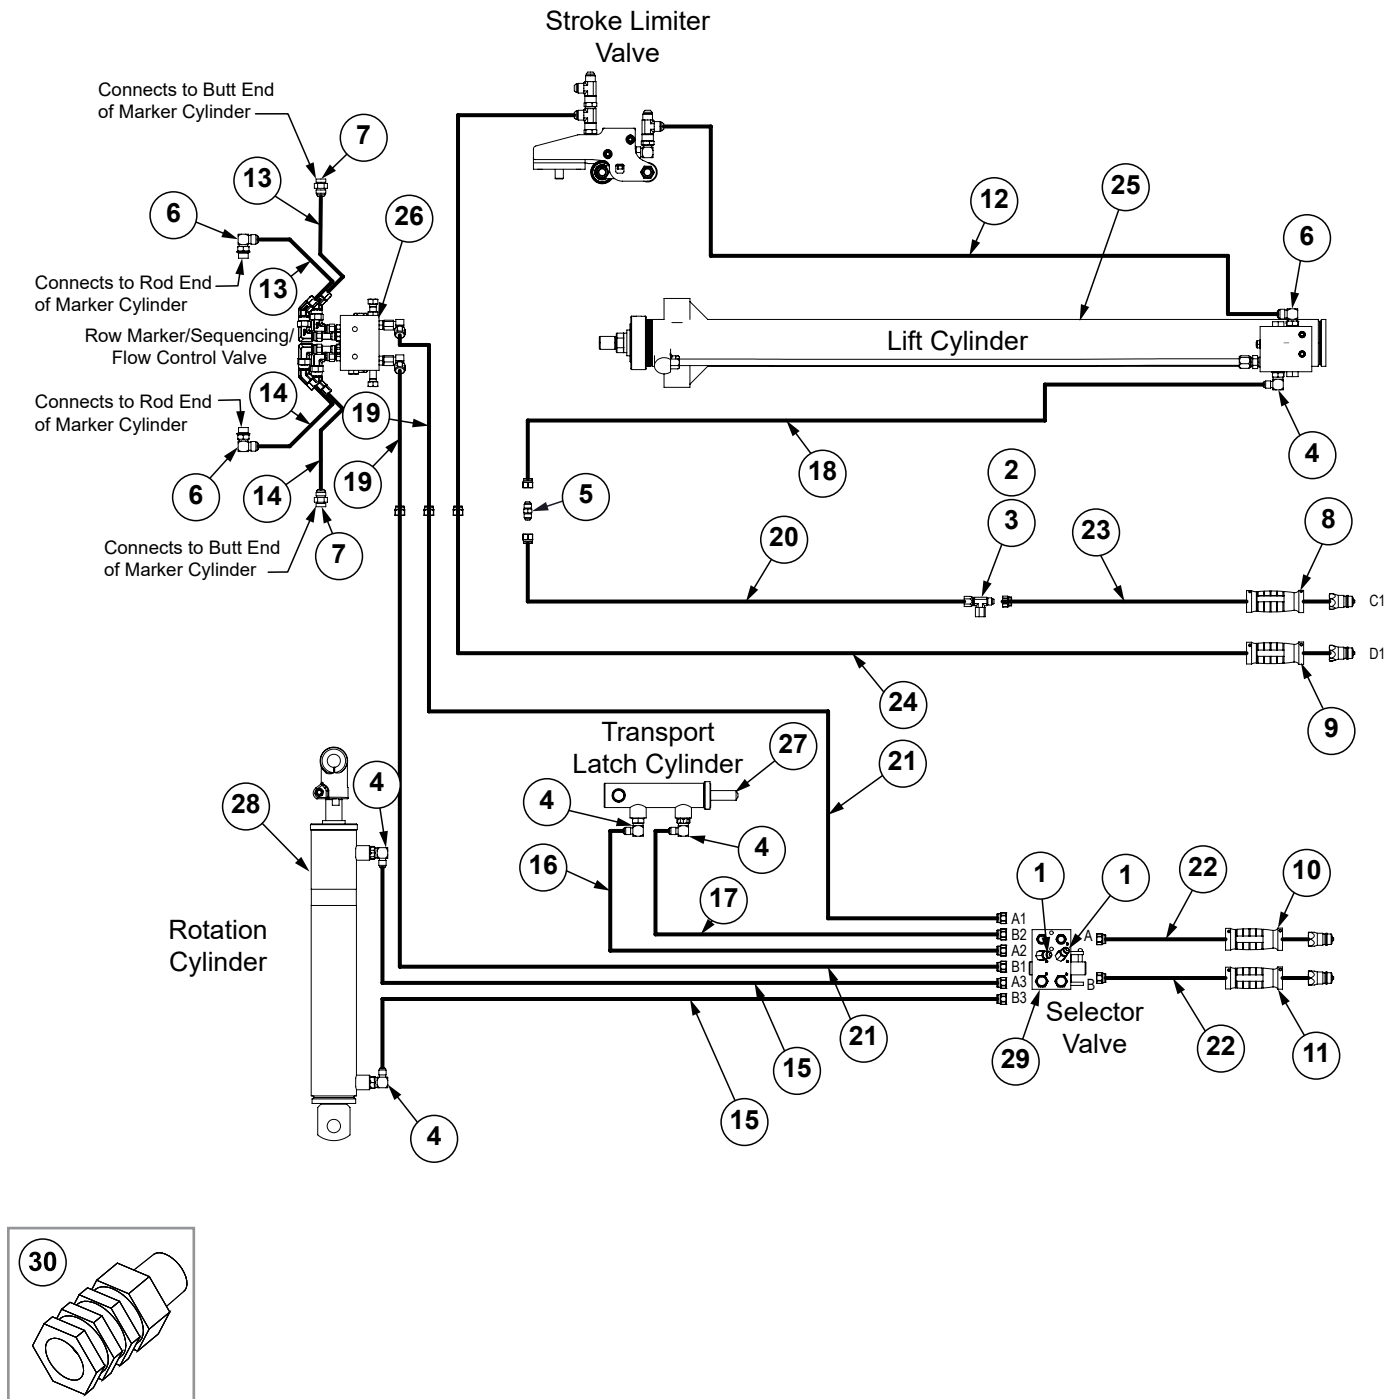 Stroke Limiter
Valve
Connects to Butt End
of Marker Cylinder
7
13
6
26
12
25
6
Connects to Rod End
of Marker Cylinder
13
Row Marker/Sequencing/
Flow Control Valve
Lift Cylinder
Connects to Rod End
of Marker Cylinder
14
19
4
18
2
6
14
19
5
3
23
8
Connects to Butt End
of Marker Cylinder
7
20
C1
D1
24
9
Transport
Latch Cylinder
27
21
28
4
4
4
16
17
1
1
22
10
Rotation
Cylinder
A1
B2
A2
B1
A3
B3
A
B
Selector
Valve
21
29
22
11
15
15
4
30